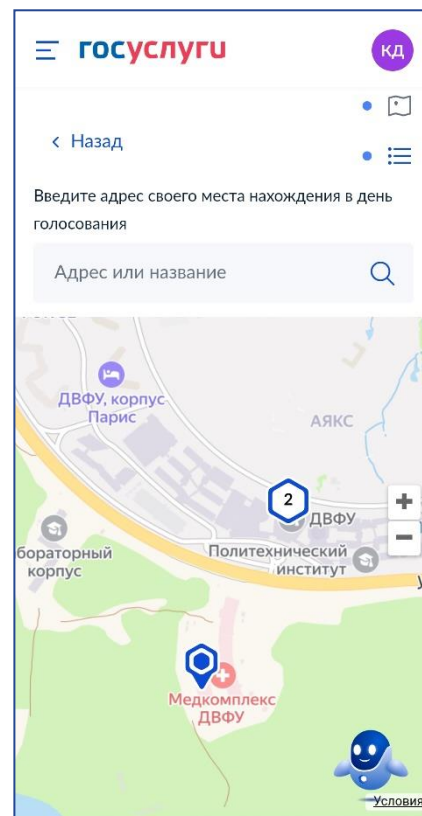 госуслуги
КД
Назад
Введите адрес своего места нахождения в день
голосования
Адрес или название
ДВФУ, корпус
Парис
АЯКС
2
ДВФУ
Политехнический
институт
бораторный
корпус
Медкомплекс
ДВФУ
Условия